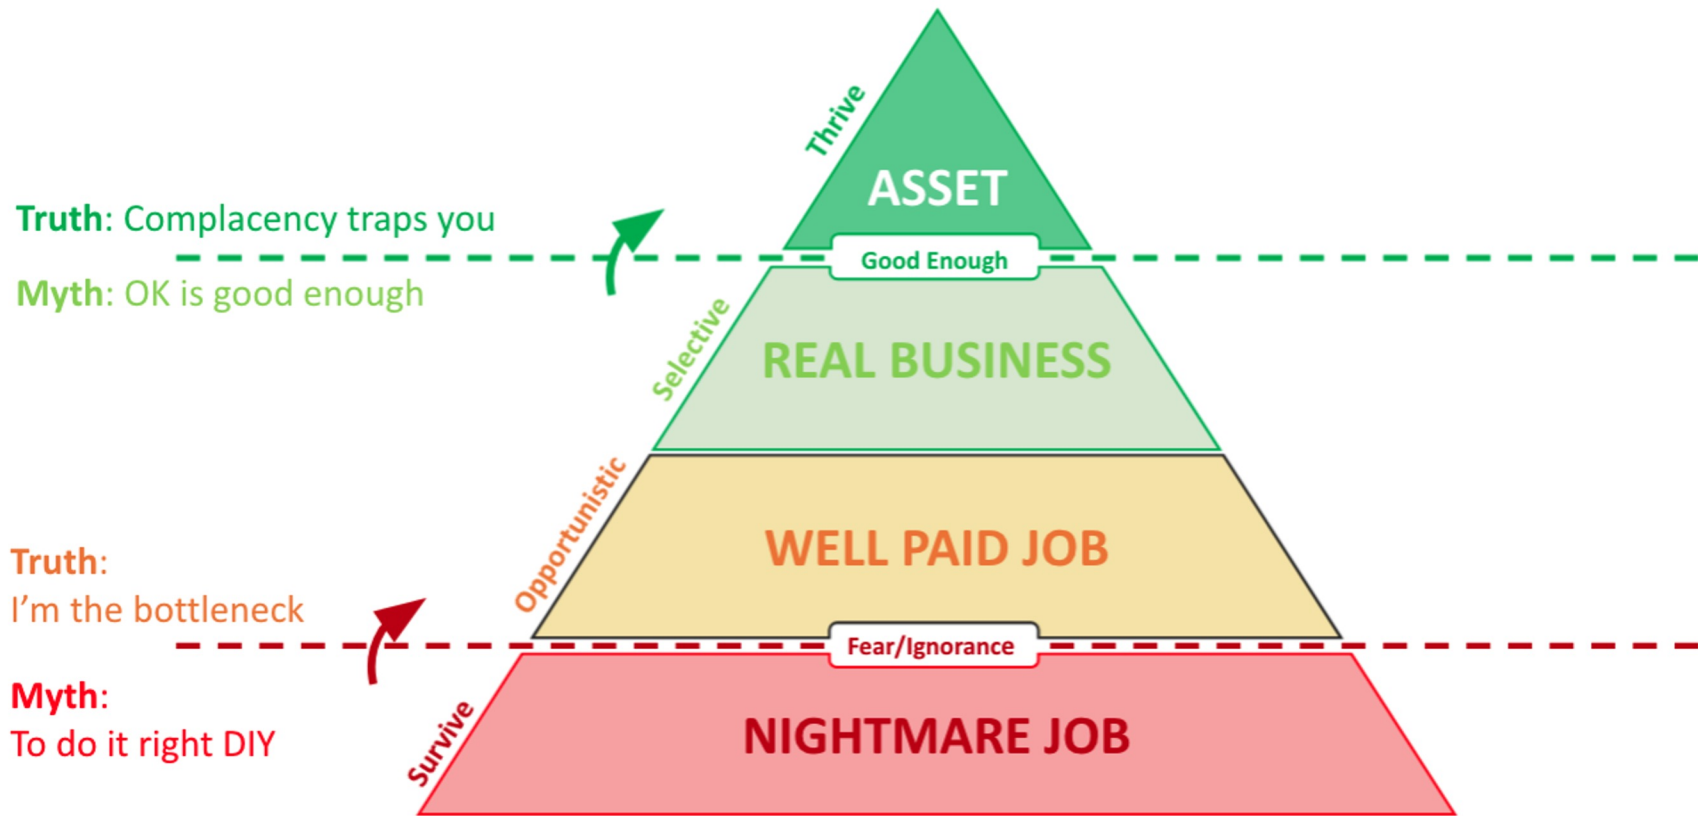 Thrive
ASSET
Truth: Complacency traps you
Good Enough
Myth: OK is good enough
Selective
REAL BUSINESS
Opportunistic
WELL PAID JOB
Truth:
I'm the bottleneck
Fear/Ignorance
Myth:
To do it right DIY
Survive
NIGHTMARE JOB